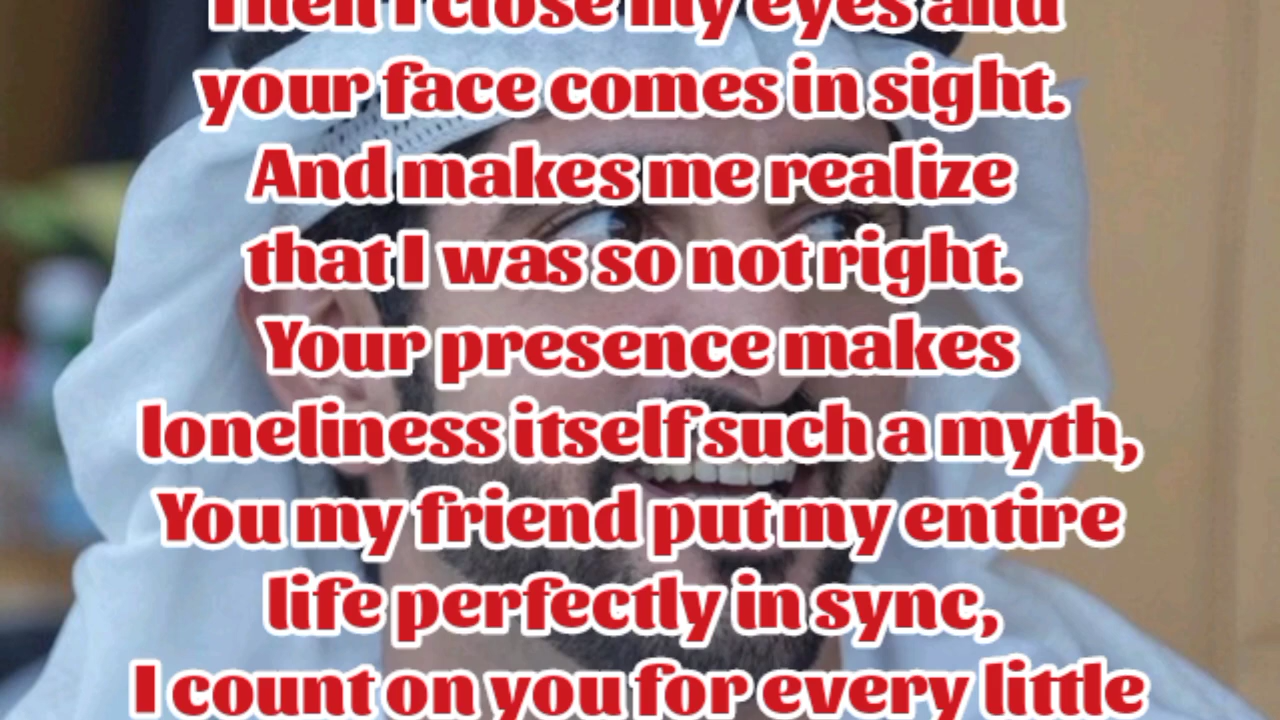 Then I close my eyes and
your face comes in sight.
And makes me realize
that I was so not right.
Your presence makes
loneliness itself such a myth,
You my friend put my entire
life perfectly in sync,
I count on you for every little